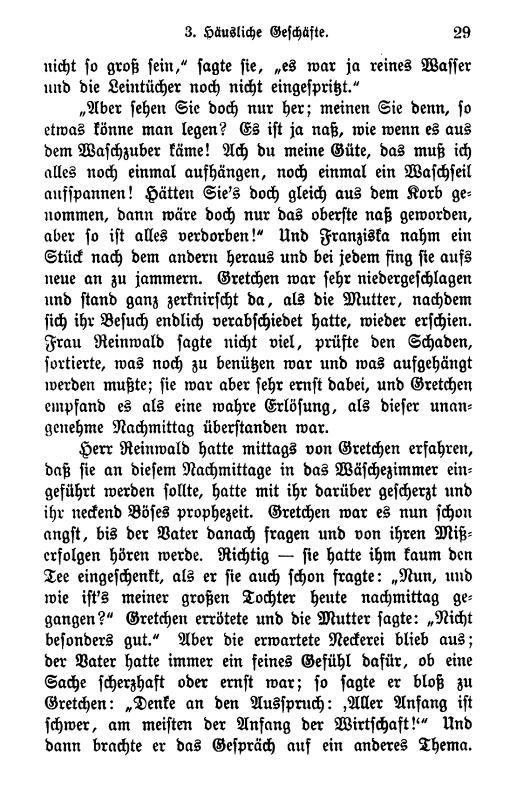 3. Häusliche Geschäfte. 29
nicht so groß sein,“ sagte sie, „es war ja reines Wasser
und die Leintücher noch nicht eingespritzt.“
„Aber sehen Sie doch nur her; meinen Sie denn, so
etwas könne man legen? Es ist ja naß, wie wenn es aus
dem Waschzuber käme! Ach du meine Güte, das muß ich
alles noch einmal aufhängen, noch einmal ein Waschseil
aufspannen! Hätten Sie's doch gleich aus dem Korb ge-
nommen, dann wäre doch nur das oberste naß geworden,
aber so ist alles verdorben!“ Und Franziska nahm ein
Stück nach dem andern heraus und bei jedem fing sie aufs
neue an zu jammern. Gretchen war sehr niedergeschlagen
und stand ganz zerknirscht da, als die Mutter, nachdem
sich ihr Besuch endlich verabschiedet hatte, wieder erschien.
Frau Reinwald sagte nicht viel, prüfte den Schaden,
sortierte, was noch zu benützen war und was aufgehängt
werden mußte; sie war aber sehr ernst dabei, und Gretchen
empfand es als eine wahre Erlösung, als dieser unan-
genehme Nachmittag überstanden war.
Herr Reinwald hatte mittags von Gretchen erfahren,
daß sie an diesem Nachmittage in das Wäschezimmer ein-
geführt werden sollte, hatte mit ihr darüber gescherzt und
ihr neckend Böses prophezeit. Gretchen war es nun schon
angst, bis der Vater danach fragen und von ihren Miß-
erfolgen hören werde. Richtig — sie hatte ihm kaum den
Tee eingeschenkt, als er sie auch schon fragte: „Nun, und
wie ist's meiner großen Tochter heute nachmittag ge-
gangen?“ Gretchen errötete und die Mutter sagte: „Nicht
besonders gut.“ Aber die erwartete Neckerei blieb aus;
der Vater hatte immer ein feines Gefühl dafür, ob eine
Sache scherzhaft oder ernst war; so sagte er bloß zu
Gretchen: „Denke an den Ausspruch: ‚Aller Anfang ist
schwer, am meisten der Anfang der Wirtschaft!‘“ Und
dann brachte er das Gespräch auf ein anderes Thema.